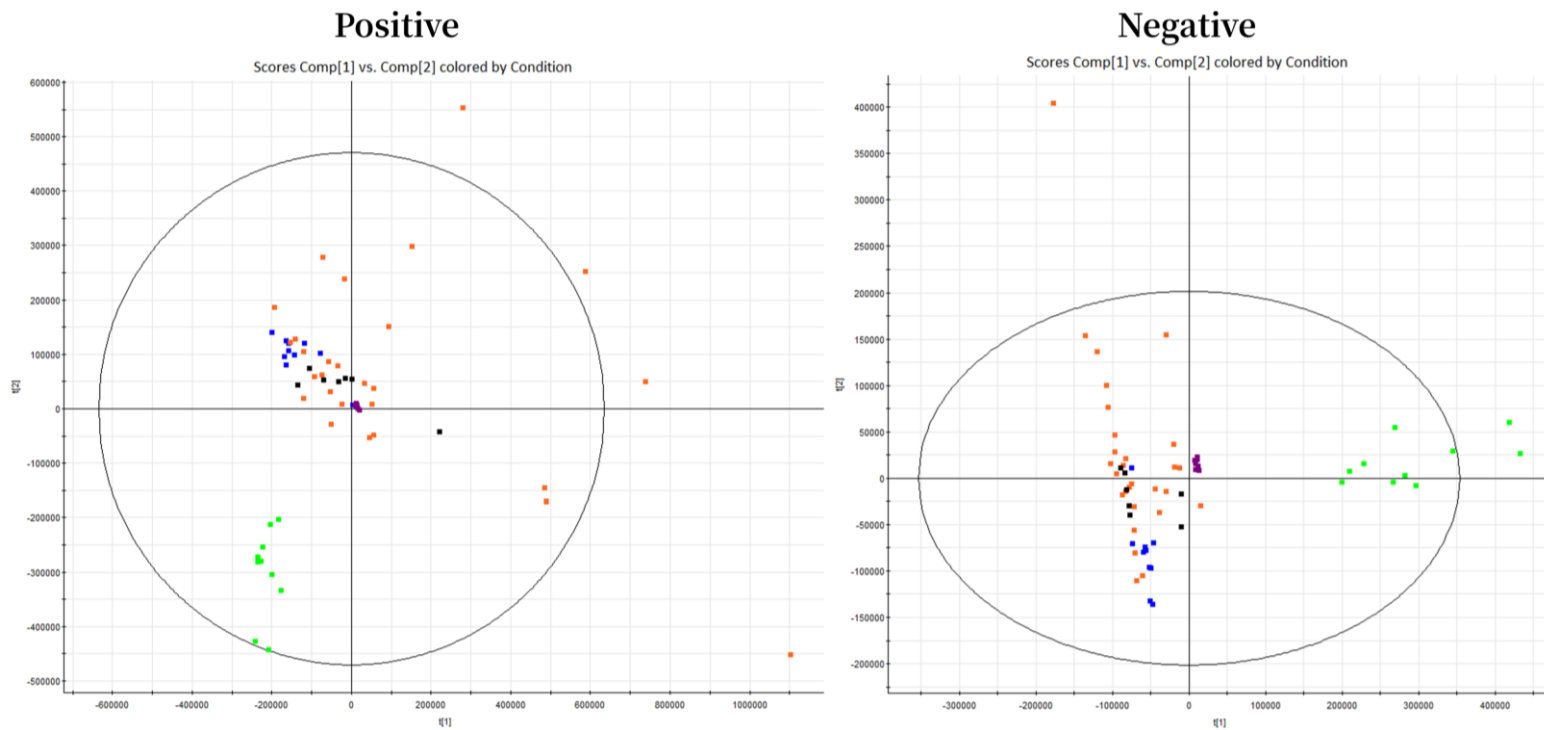 Positive
Scores Comp[1] vs. Comp[2] colored by Condition
600000
500000
400000
300000
200000
100000
0
-100000
-200000
-300000
-400000
-500000
t[2]
-600000 -400000 -200000 0 200000 400000 600000 800000 1000000
t[1]
Negative
Scores Comp[1] vs. Comp[2] colored by Condition
400000
350000
300000
250000
200000
150000
100000
50000
0
-50000
-100000
-150000
-200000
t[2]
-300000 -200000 -100000 0 100000 200000 300000 400000
t[1]